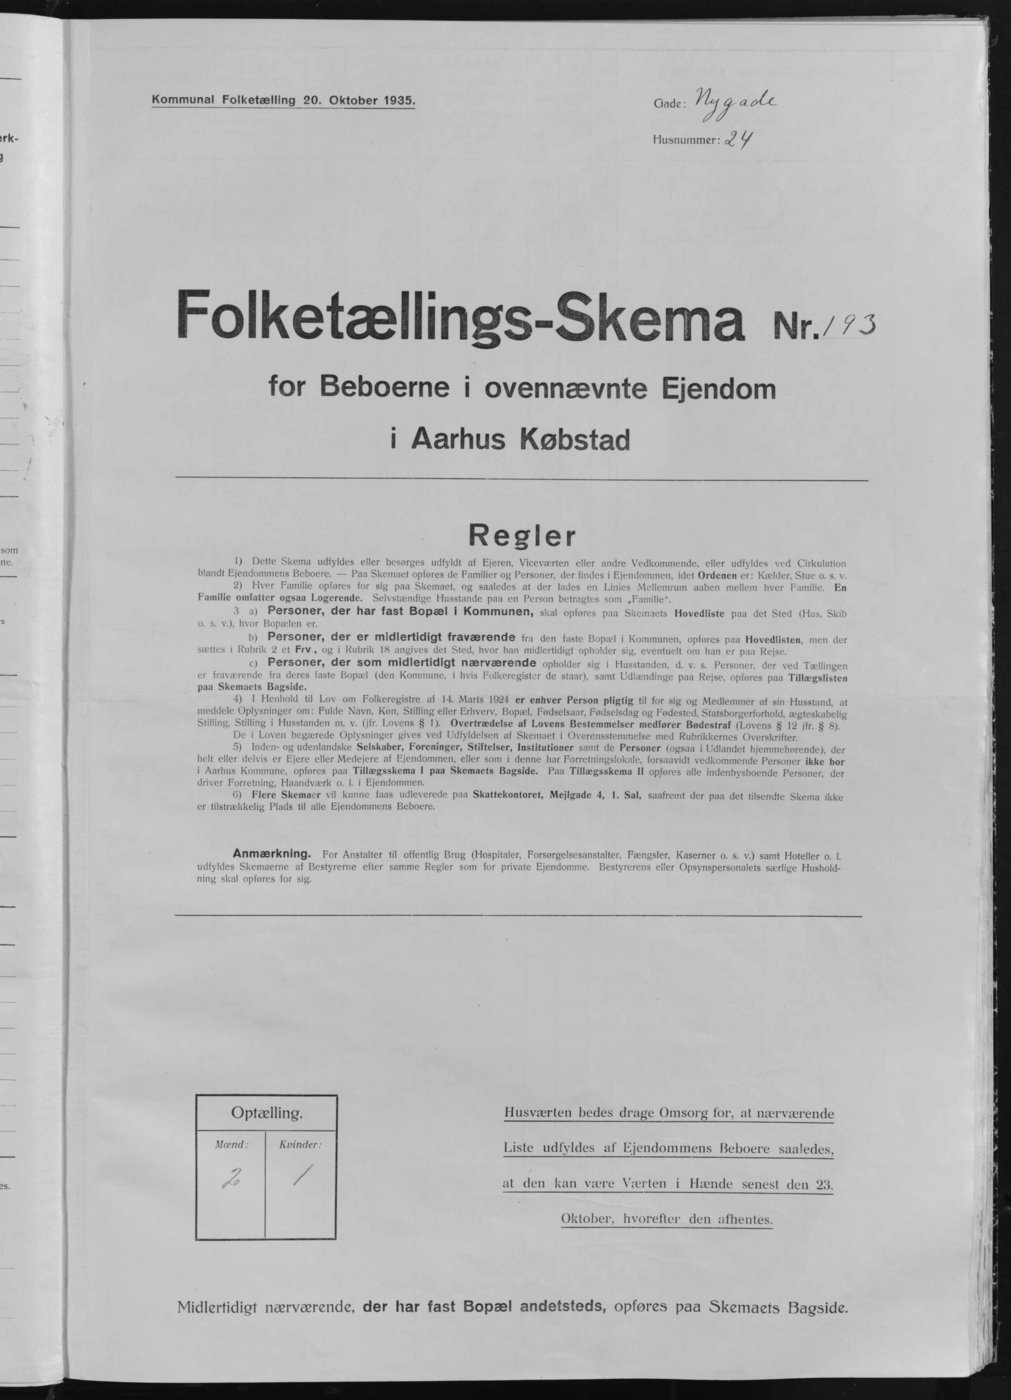 Kommunal Folketælling 20. Oktober 1935.
Gade: Nygade
Husnummer: 24
Folketællings-Skema Nr. 193
for Beboerne i ovennævnte Ejendom
i Aarhus Købstad
Regler
1) Dette Skema udfyldes eller besørges udfyldt af Ejeren, Viceværten eller andre Vedkommende, eller udfyldes ved Cirkulation
blandt Ejendommens Beboere. — Paa Skemaet opføres de Familier og Personer, der findes i Ejendommen, idet Ordenen er: Kælder, Stue o. s. v.
2) Hver Familie opføres for sig paa Skemaet, og saaledes at der lades en Linies Mellemrum aaben mellem hver Familie. En
Familie omfatter ogsaa Logerende. Selvstændige Husstande paa en Person betragtes som „Familie“.
3 a) Personer, der har fast Bopæl i Kommunen, skal opføres paa Skemaets Hovedliste paa det Sted (Hus, Skib
o. s. v.), hvor Bopælen er.
b) Personer, der er midlertidigt fraværende fra den faste Bopæl i Kommunen, opføres paa Hovedlisten, men der
sættes i Rubrik 2 et Frv., og i Rubrik 18 angives det Sted, hvor han midlertidigt opholder sig, eventuelt om han er paa Rejse.
c) Personer, der som midlertidigt nærværende opholder sig i Husstanden, d. v. s. Personer, der ved Tællingen
er fraværende fra deres faste Bopæl (den Kommune, i hvis Folkeregister de staar), samt Udlændinge paa Rejse, opføres paa Tillægslisten
paa Skemaets Bagside.
4) I Henhold til Lov om Folkeregistre af 14. Marts 1924 er enhver Person pligtig til for sig og Medlemmer af sin Husstand, at
meddele Oplysninger om: Fulde Navn, Køn, Stilling eller Erhverv, Bopæl, Fødselsaar, Fødselsdag og Fødested, Statsborgerforhold, ægteskabelig
Stilling, Stilling i Husstanden m. v. (jfr. Lovens § 1). Overtrædelse af Lovens Bestemmelser medfører Bødestraf (Lovens § 12 jfr. § 8).
De i Loven begærede Oplysninger gives ved Udfyldelsen af Skemaet i Overensstemmelse med Rubrikkernes Overskrifter.
5) Inden- og udenlandske Selskaber, Foreninger, Stiftelser, Institutioner samt de Personer (ogsaa i Udlandet hjemmehørende), der
helt eller delvis er Ejere eller Medejere af Ejendommen, eller som i denne har Forretningslokale, forsaavidt vedkommende Personer ikke bor
i Aarhus Kommune, opføres paa Tillægsskema I paa Skemaets Bagside. Paa Tillægsskema II opføres alle indenbysboende Personer, der
driver Forretning, Haandværk o. l. i Ejendommen.
6) Flere Skemaer vil kunne faas udleverede paa Skattekontoret, Mejlgade 4, 1. Sal, saafremt der paa det tilsendte Skema ikke
er tilstrækkelig Plads til alle Ejendommens Beboere.
Anmærkning. For Anstalter til offentlig Brug (Hospitaler, Forsørgelsesanstalter, Fængsler, Kaserner o. s. v.) samt Hoteller o. l.
udfyldes Skemaerne af Bestyrerne efter samme Regler som for private Ejendomme. Bestyrerens eller Opsynspersonalets særlige Hushold-
ning skal opføres for sig.
Optælling.
Mænd: Kvinder:
2 1
Husværten bedes drage Omsorg for, at nærværende
Liste udfyldes af Ejendommens Beboere saaledes,
at den kan være Værten i Hænde senest den 23.
Oktober, hvorefter den afhentes.
Midlertidigt nærværende, der har fast Bopæl andetsteds, opføres paa Skemaets Bagside.